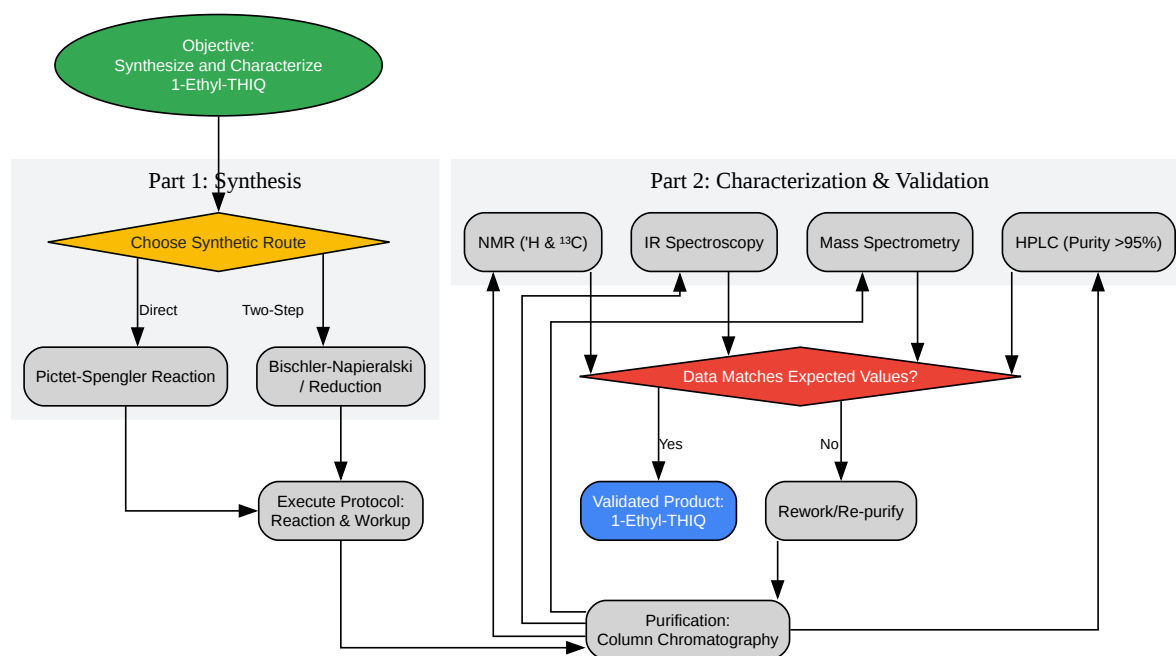 Objective:
Synthesize and Characterize
1-Ethyl-THIQ
Part 1: Synthesis
Part 2: Characterization & Validation
Choose Synthetic Route
NMR ('H & ¹³C)
IR Spectroscopy
Mass Spectrometry
HPLC (Purity >95%)
Direct
Two-Step
Pictet-Spengler Reaction
Bischler-Napieralski
/ Reduction
Data Matches Expected Values?
Yes
No
Execute Protocol:
Reaction & Workup
Validated Product:
1-Ethyl-THIQ
Rework/Re-purify
Purification:
Column Chromatography